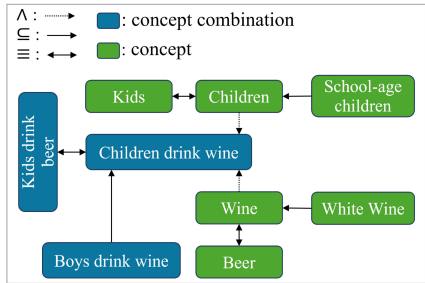 ∧ :
⊆ :
≡ :
: concept combination
: concept
Kids
Children
School-age
children
Kids drink
beer
Children drink wine
Wine
White Wine
Boys drink wine
Beer